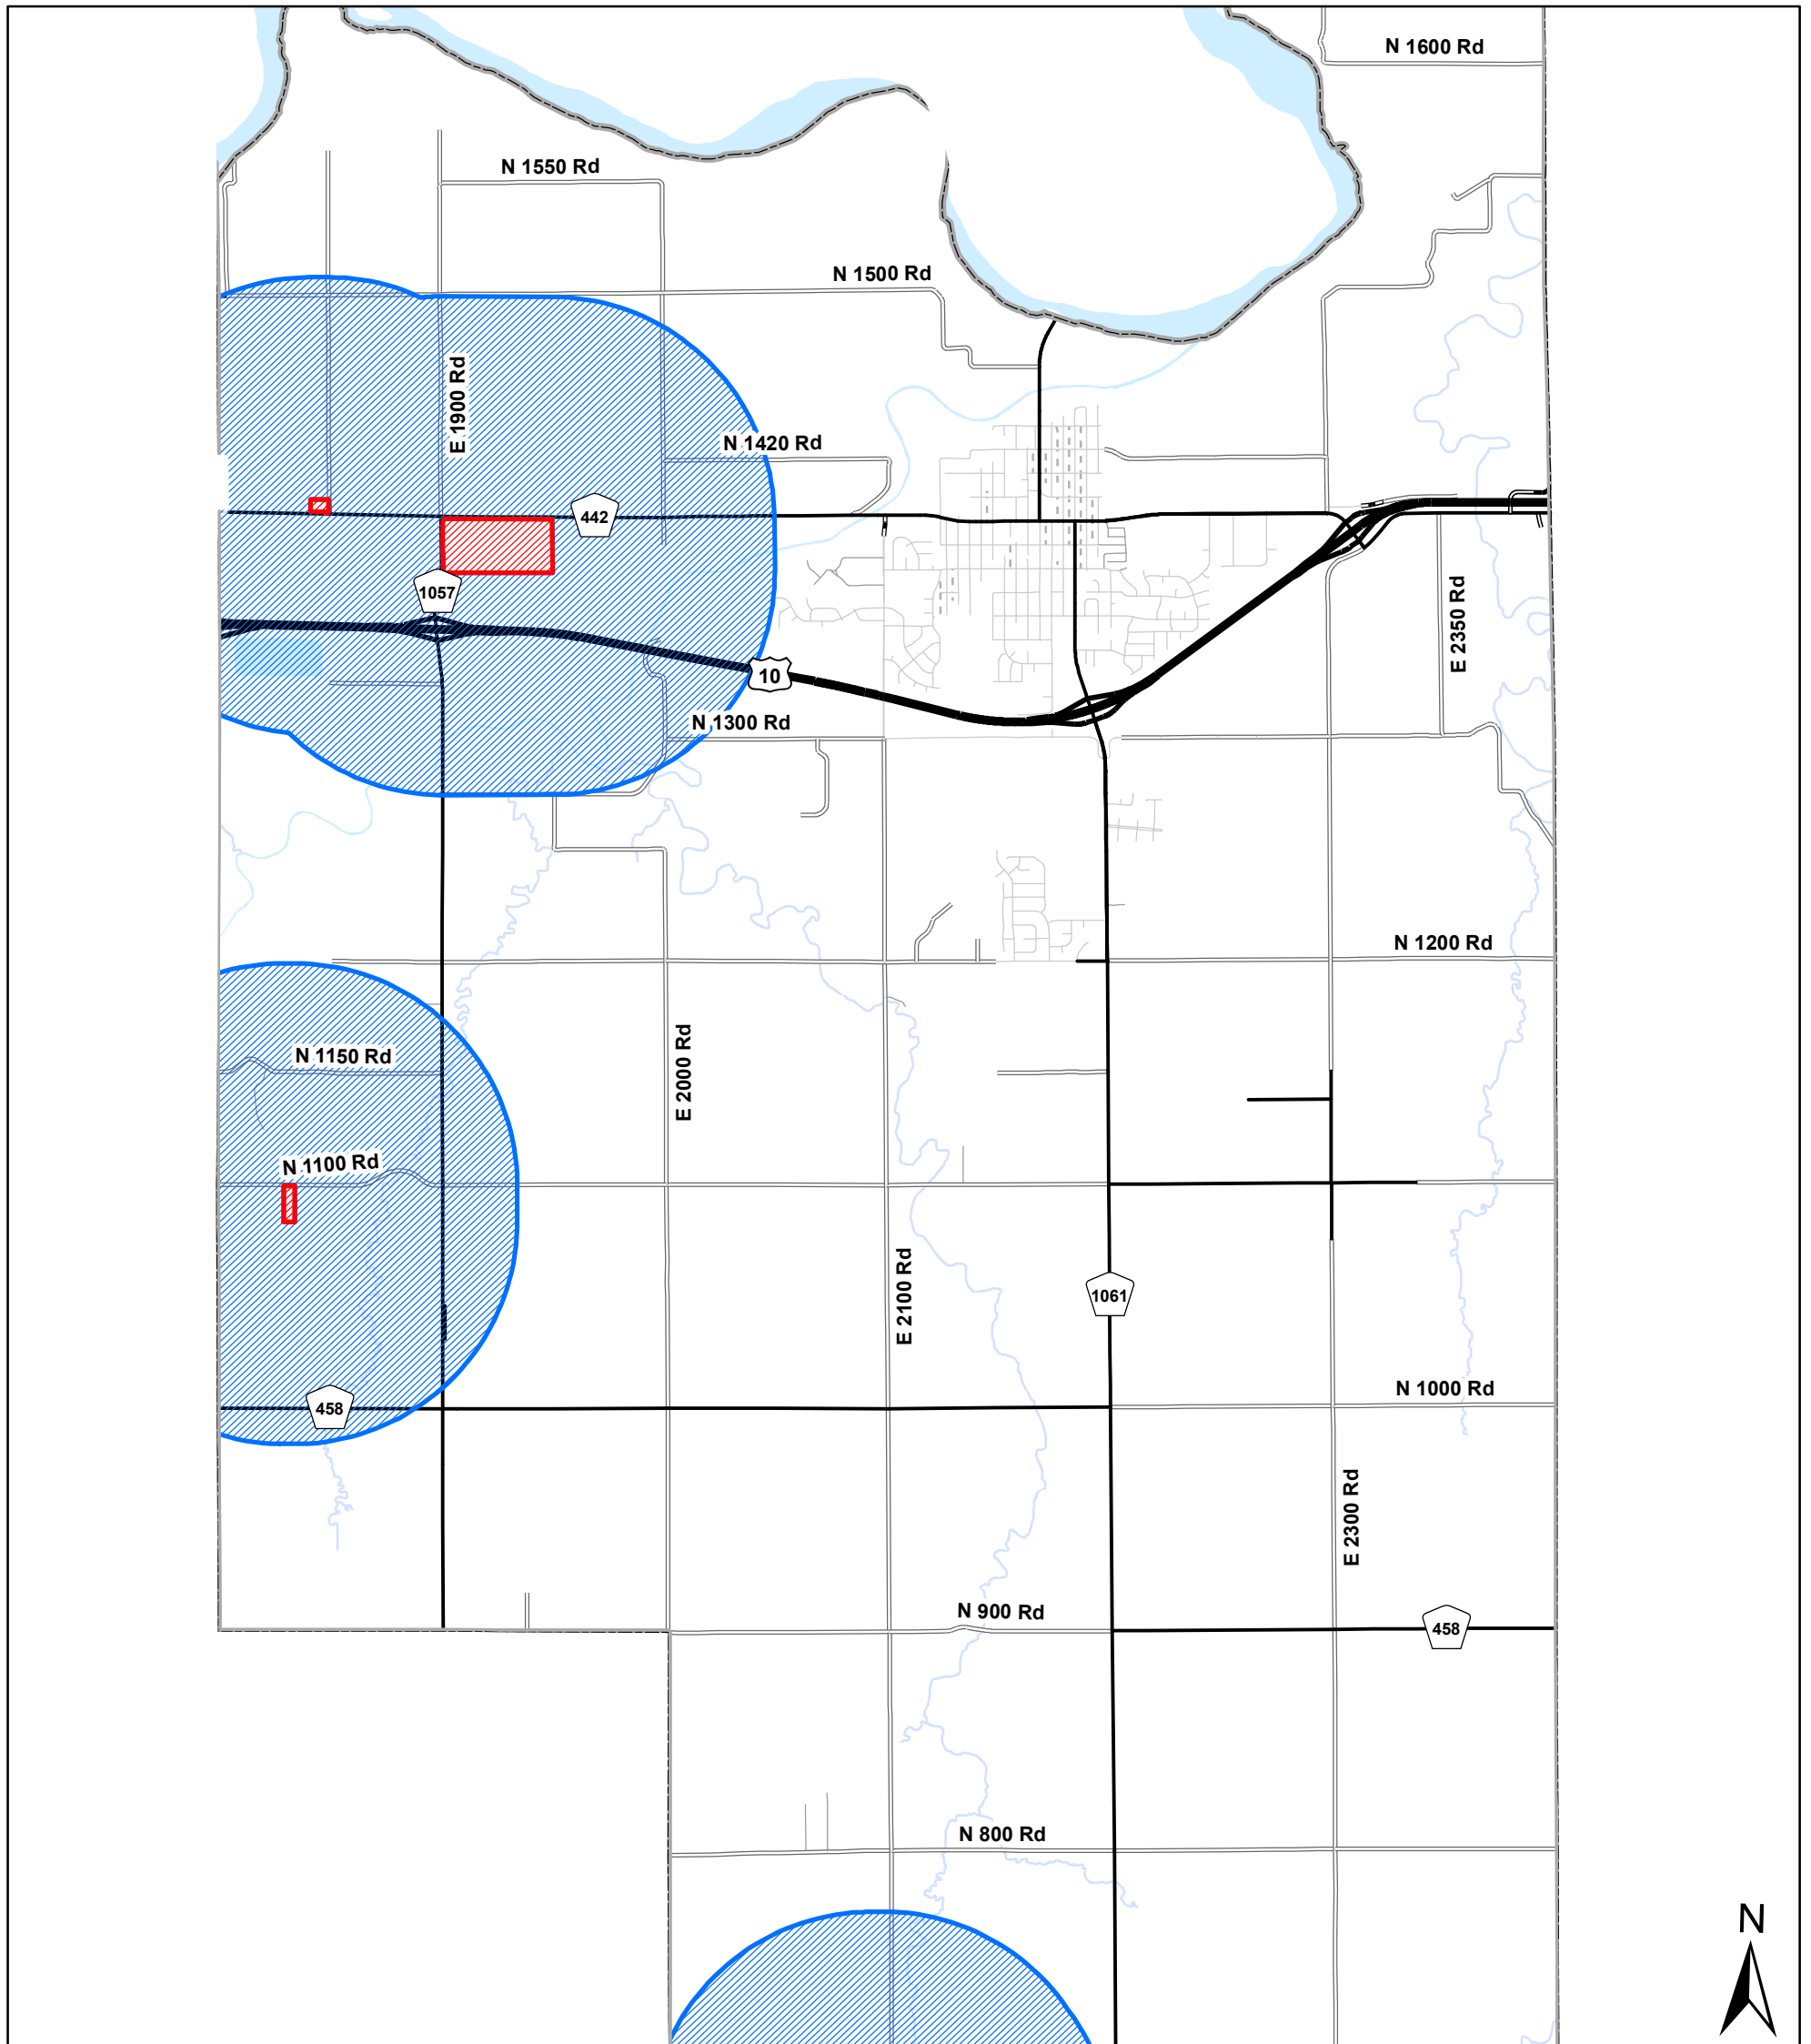 N 1600 Rd
N 1550 Rd
N 1500 Rd
E 1900 Rd
N 1420 Rd
442
1057
E 2350 Rd
10
N 1300 Rd
N 1200 Rd
N 1150 Rd
E 2000 Rd
N 1100 Rd
E 2100 Rd
1061
N 1000 Rd
458
E 2300 Rd
N 900 Rd
458
N 800 Rd
N